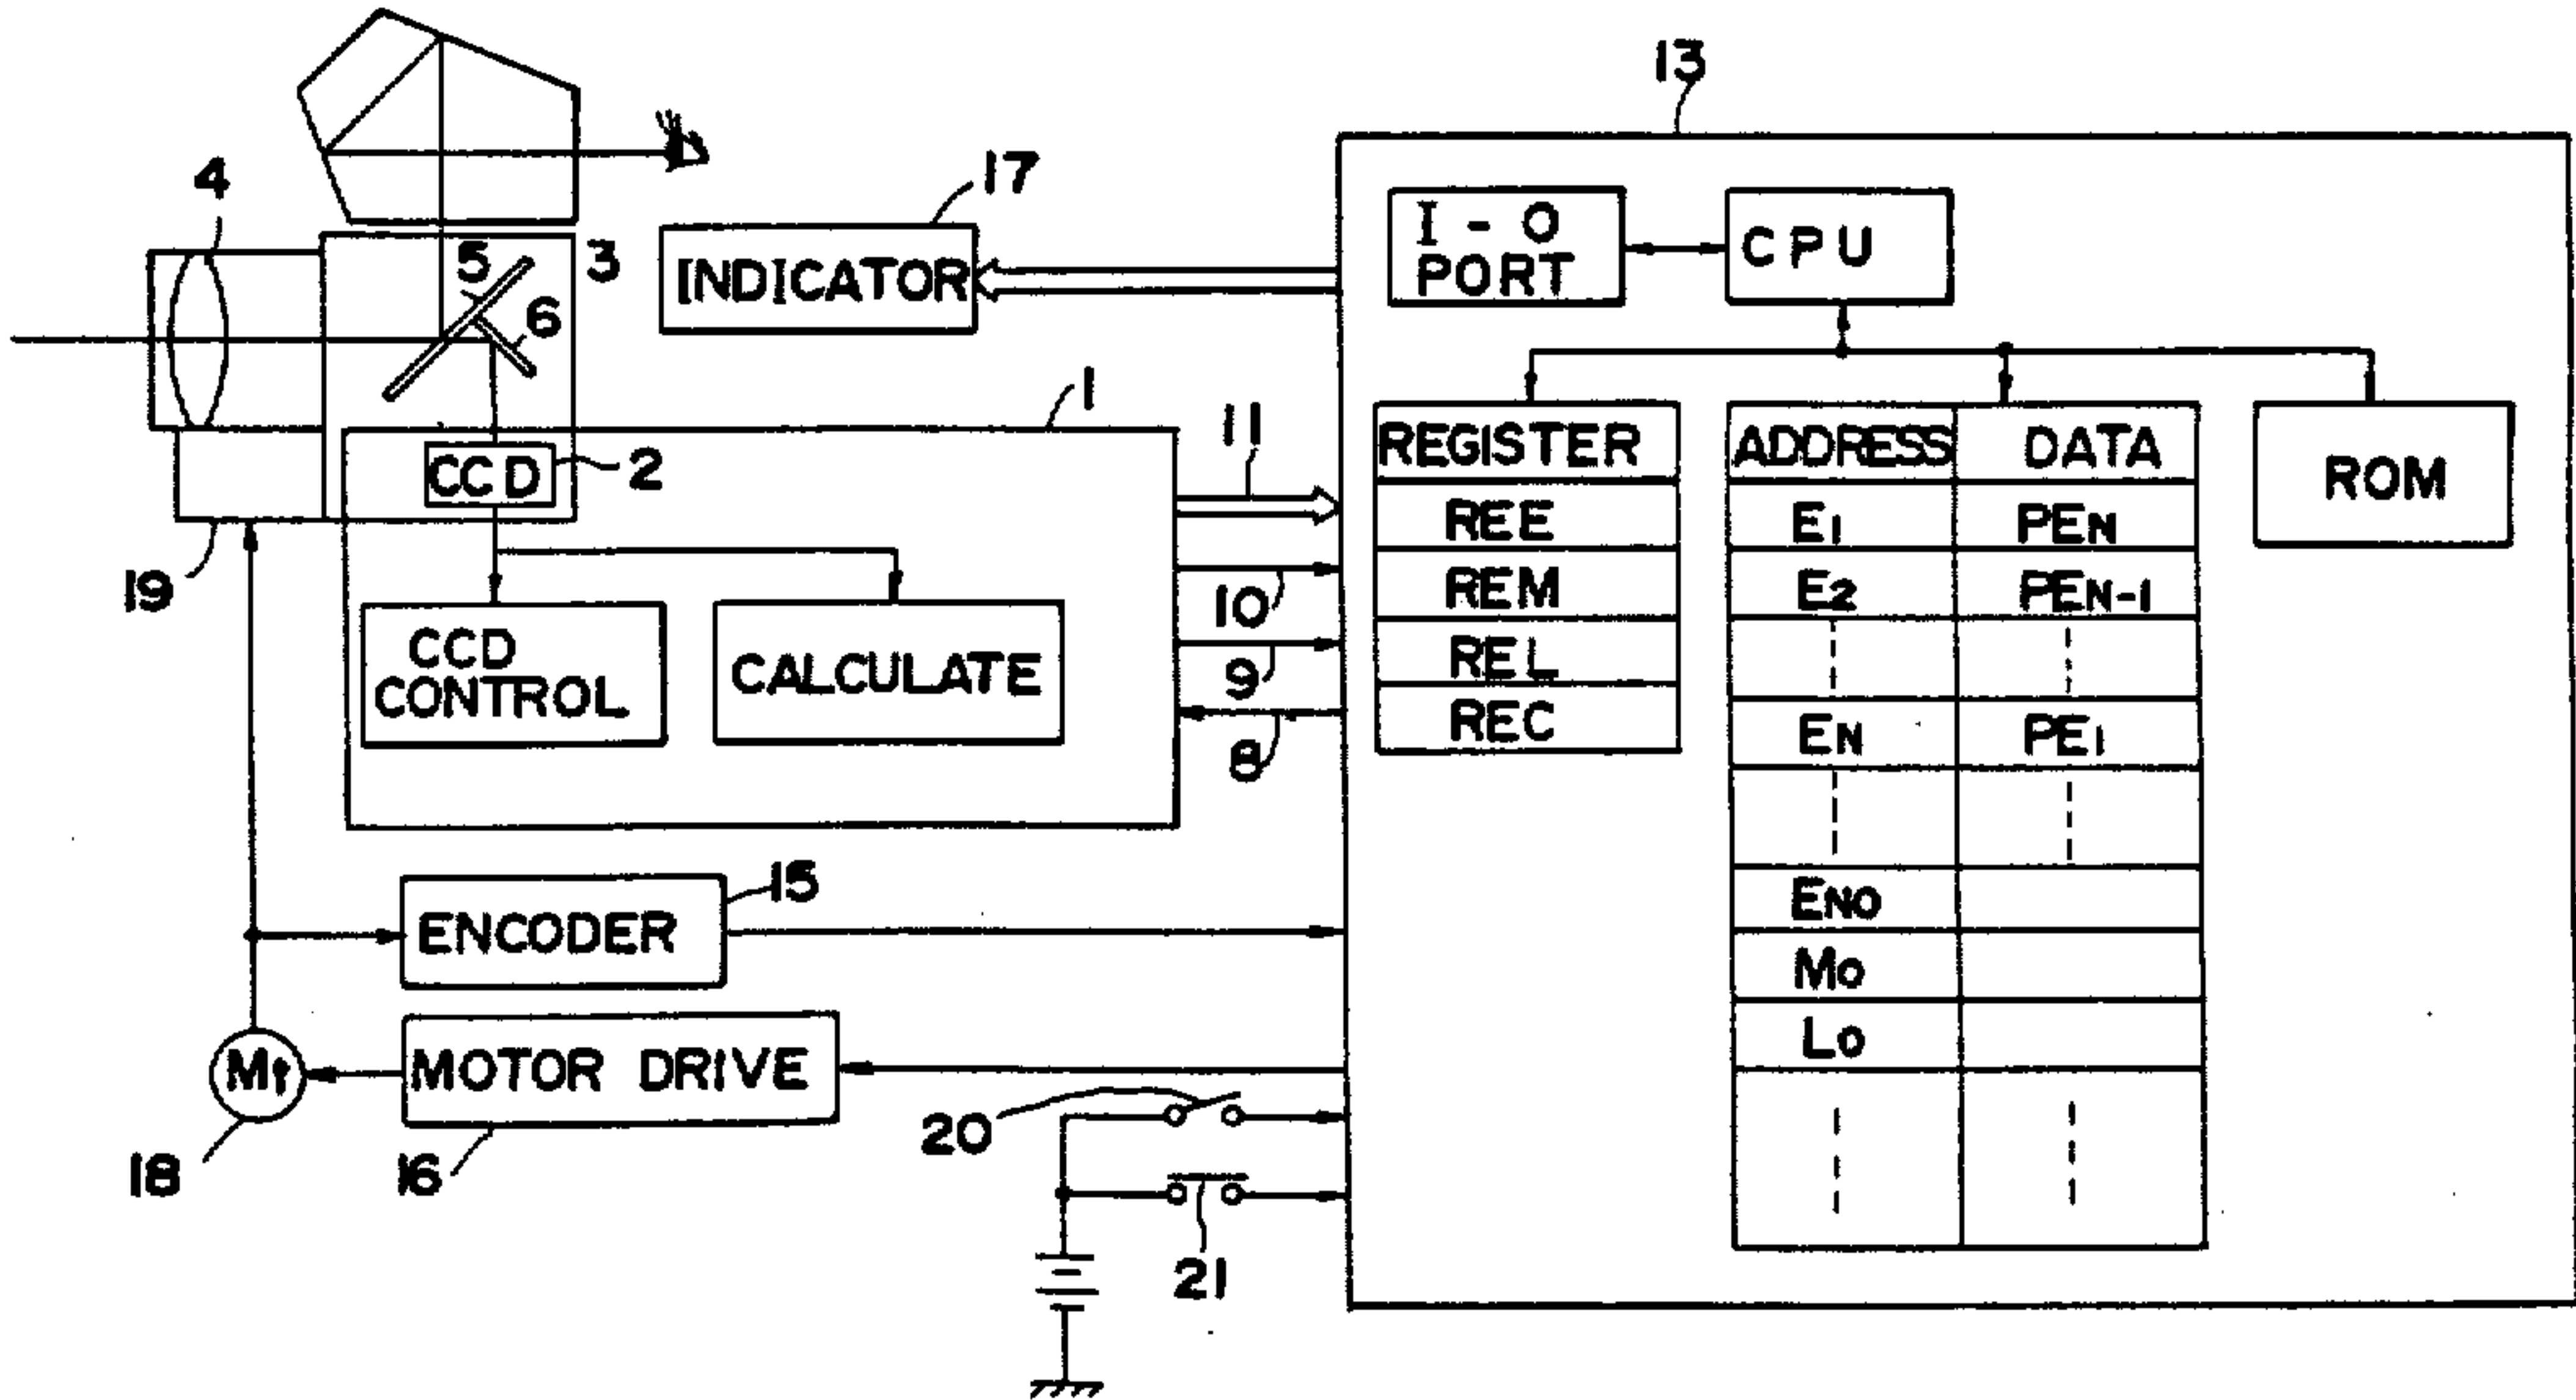 13
4
17
5
3
6
INDICATOR
I - O
PORT
CPU
1
11
2
CCD
REGISTER
REE
REM
REL
REC
ADDRESS DATA
E1 PEN
E2 PEN-1
EN PE1
ENO
MO
LO
ROM
19
10
9
8
CCD
CONTROL
CALCULATE
15
ENCODER
Mt
MOTOR DRIVE
18
16
20
21